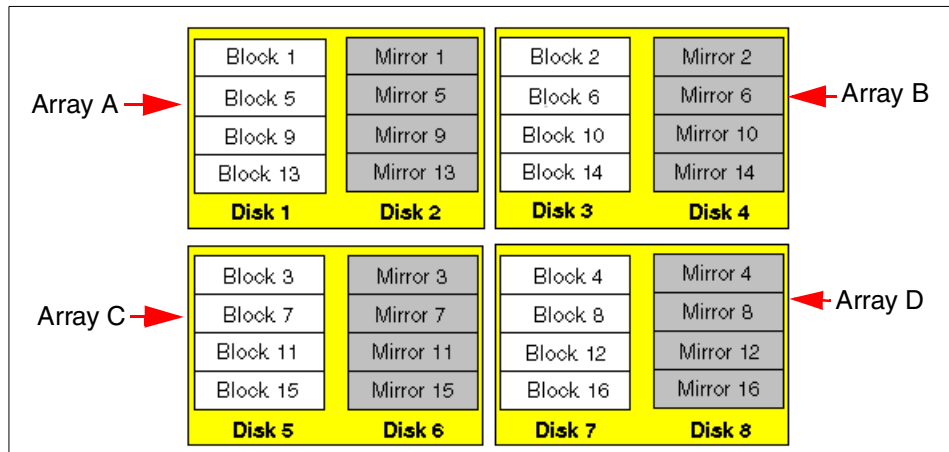 Array A
Block 1
Block 5
Block 9
Block 13
Disk 1
Mirror 1
Mirror 5
Mirror 9
Mirror 13
Disk 2
Block 2
Block 6
Block 10
Block 14
Disk 3
Mirror 2
Mirror 6
Mirror 10
Mirror 14
Disk 4
Array B
Array C
Block 3
Block 7
Block 11
Block 15
Disk 5
Mirror 3
Mirror 7
Mirror 11
Mirror 15
Disk 6
Block 4
Block 8
Block 12
Block 16
Disk 7
Mirror 4
Mirror 8
Mirror 12
Mirror 16
Disk 8
Array D